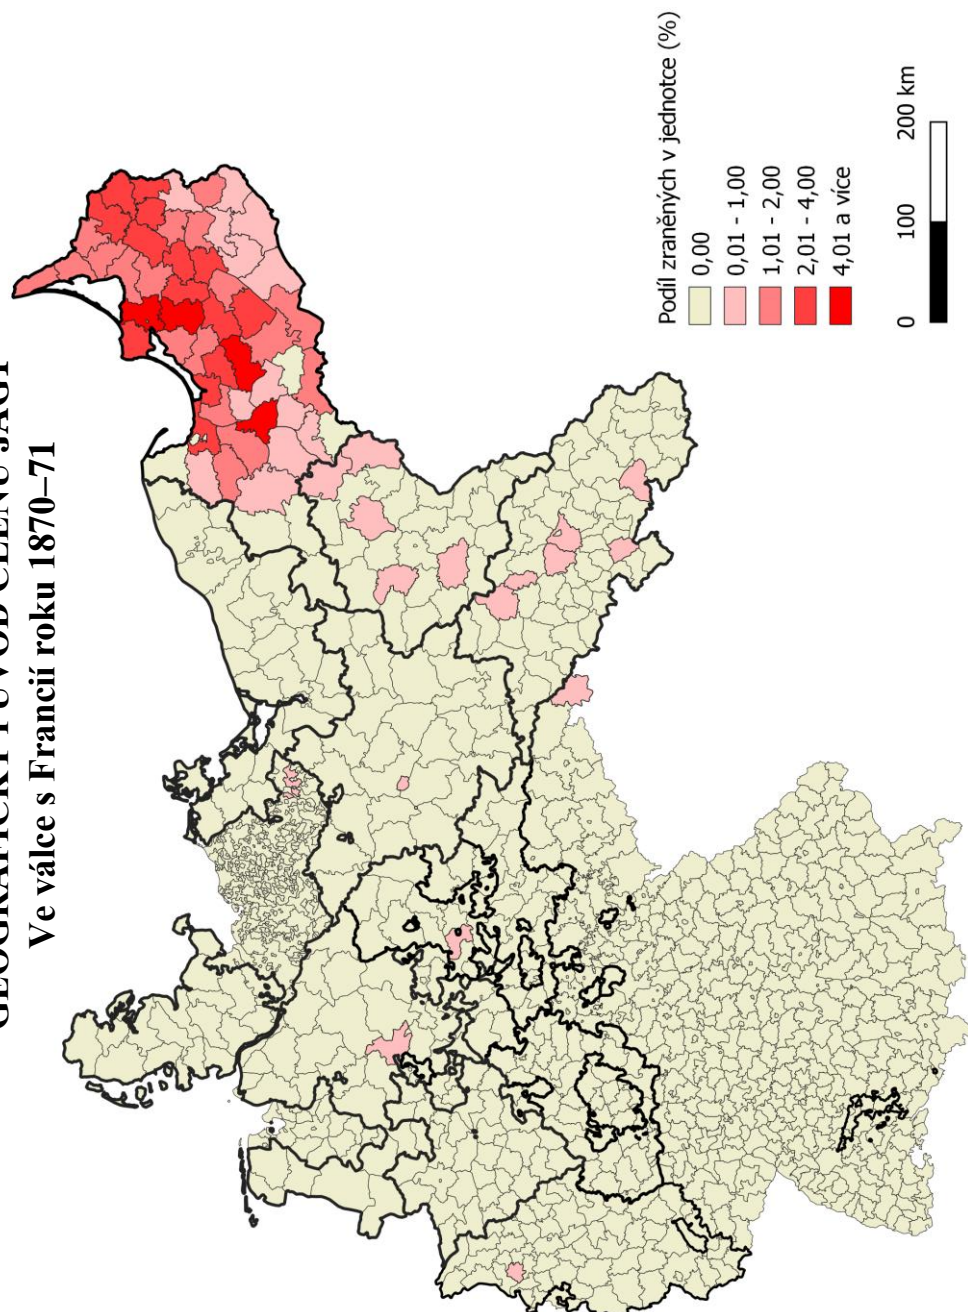 Ve válce s Francií roku 1870–71
Podíl zraněných v jednotce (%)
0,00
0,01 - 1,00
1,01 - 2,00
2,01 - 4,00
4,01 a více
0 100 200 km